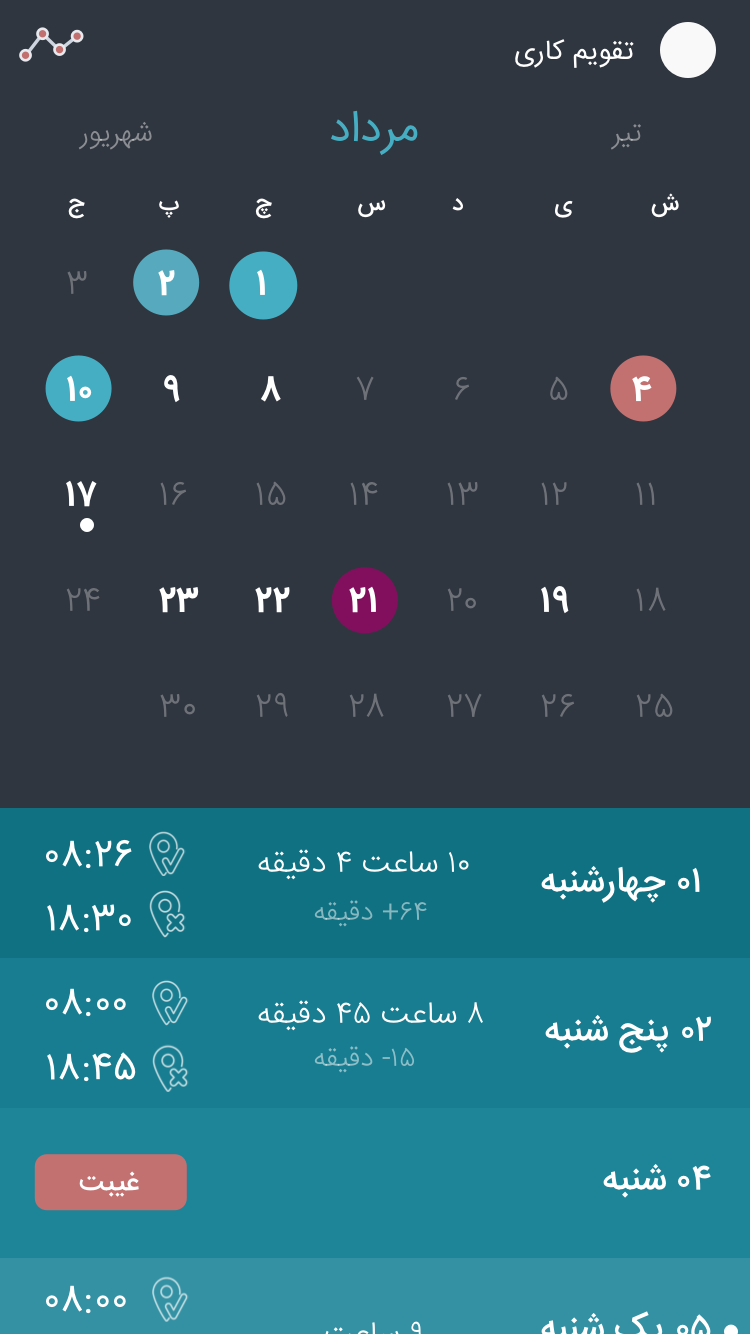 تقویم کاری
تیر مرداد شهریور
ش ی د س چ پ ج
۱ ۲ ۳
۴ ۵ ۶ ۷ ۸ ۹ ۱۰
۱۱ ۱۲ ۱۳ ۱۴ ۱۵ ۱۶ ۱۷
۱۸ ۱۹ ۲۰ ۲۱ ۲۲ ۲۳ ۲۴
۲۵ ۲۶ ۲۷ ۲۸ ۲۹ ۳۰
۰۱ چهارشنبه
۱۰ ساعت ۴ دقیقه
+۶۴ دقیقه
۰۸:۲۶
۱۸:۳۰
۰۲ پنج شنبه
۸ ساعت ۴۵ دقیقه
-۱۵ دقیقه
۰۸:۰۰
۱۸:۴۵
۰۴ شنبه
غیبت
۰۵ یک شنبه
۹ ساعت
۰۸:۰۰